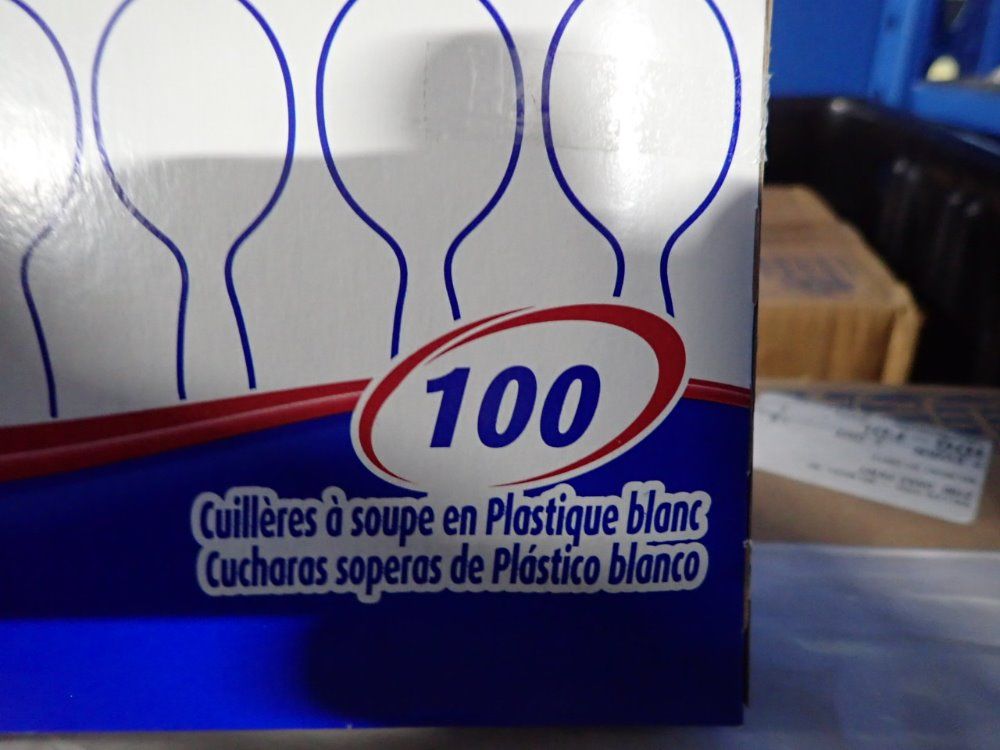 100
Cuillères à soupe en Plastique blanc
Cucharas soperas de Plástico blanco